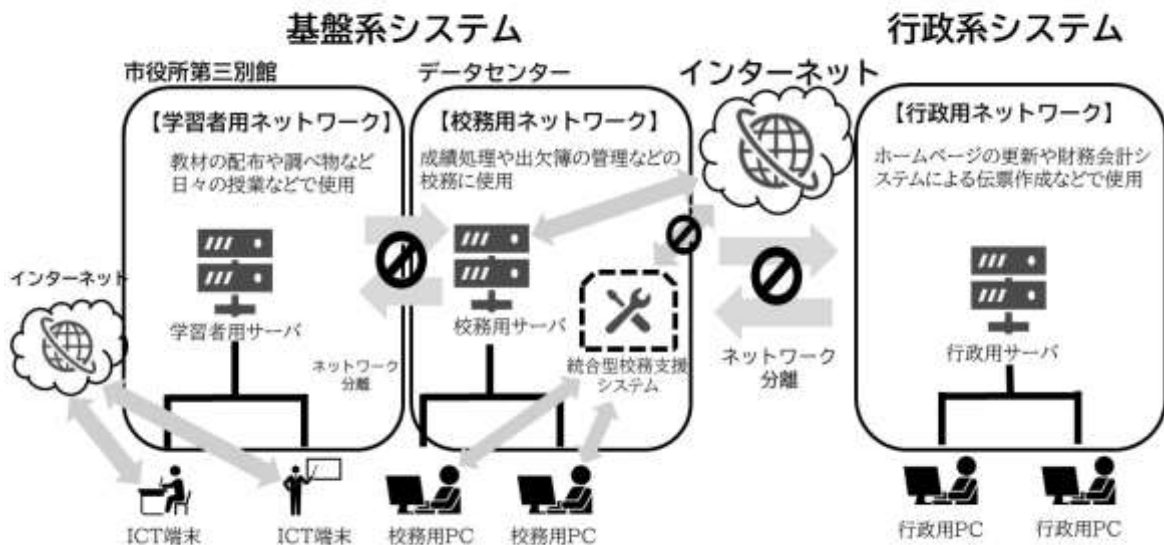 基盤系システム
行政系システム
市役所第三別館
データセンター
インターネット
【学習者用ネットワーク】
教材の配布や調べ物など
日々の授業などで使用
学習者用サーバ
【校務用ネットワーク】
成績処理や出欠簿の管理などの
校務に使用
校務用サーバ
統合型校務支援
システム
【行政用ネットワーク】
ホームページの更新や財務会計シ
ステムによる伝票作成などで使用
行政用サーバ
インターネット
ネットワーク
分離
ネットワーク
分離
ICT端末
ICT端末
校務用PC
校務用PC
行政用PC
行政用PC